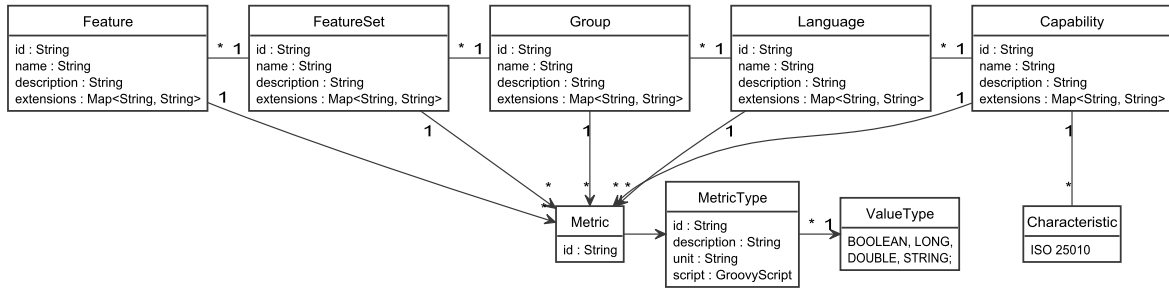 Feature
id : String
name : String
description : String
extensions : Map<String, String>
* 1
FeatureSet
id : String
name : String
description : String
extensions : Map<String, String>
* 1
Group
id : String
name : String
description : String
extensions : Map<String, String>
* 1
Language
id : String
name : String
description : String
extensions : Map<String, String>
* 1
Capability
id : String
name : String
description : String
extensions : Map<String, String>
1
1
1
1
1
1
*
*
*
* *
*
Metric
id : String
MetricType
id : String
description : String
unit : String
script : GroovyScript
* 1
ValueType
BOOLEAN, LONG,
DOUBLE, STRING;
Characteristic
ISO 25010